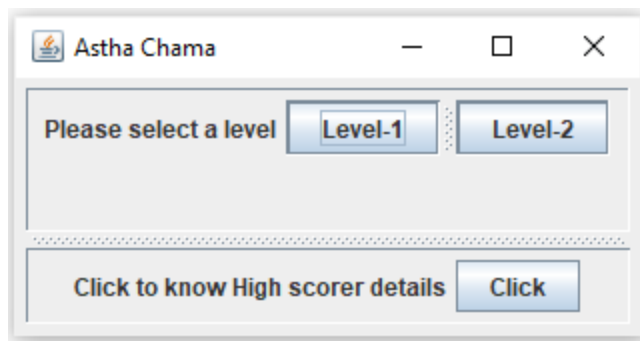 Astha Chama
Please select a level Level-1 Level-2
Click to know High scorer details Click